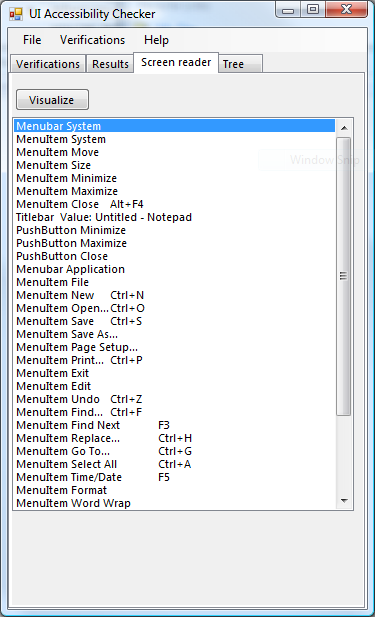 UI Accessibility Checker
File Verifications Help
Verifications Results Screen reader Tree
Visualize
Menubar System
MenuItem System
MenuItem Move
MenuItem Size
MenuItem Minimize
MenuItem Maximize
MenuItem Close Alt+F4
Titlebar Value: Untitled - Notepad
PushButton Minimize
PushButton Maximize
PushButton Close
Menubar Application
MenuItem File
MenuItem New Ctrl+N
MenuItem Open... Ctrl+O
MenuItem Save Ctrl+S
MenuItem Save As...
MenuItem Page Setup...
MenuItem Print... Ctrl+P
MenuItem Exit
MenuItem Edit
MenuItem Undo Ctrl+Z
MenuItem Find... Ctrl+F
MenuItem Find Next F3
MenuItem Replace... Ctrl+H
MenuItem Go To... Ctrl+G
MenuItem Select All Ctrl+A
MenuItem Time/Date F5
MenuItem Format
MenuItem Word Wrap
Window Snip